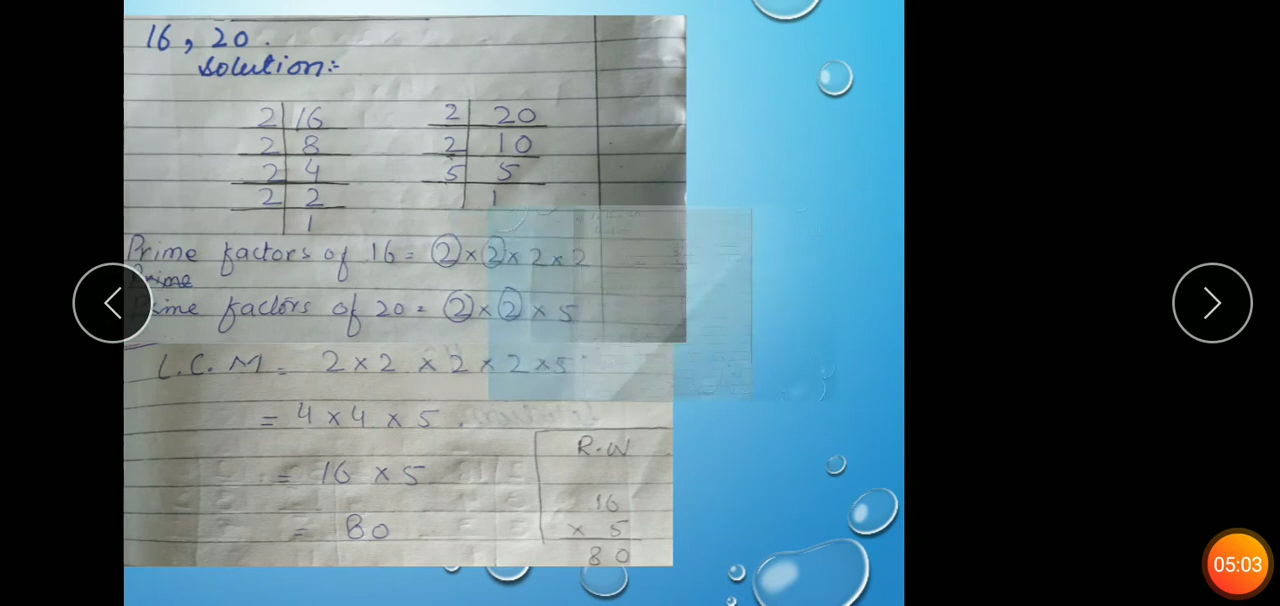 16, 20.
Solution:-
2 | 16
2 | 8
2 | 4
2 | 2
1
2 | 20
2 | 10
5 | 5
1
Prime factors of 16 = 2 × 2 × 2 × 2
Prime
Prime factors of 20 = 2 × 2 × 5
L.C.M = 2 × 2 × 2 × 2 × 5
= 4 × 4 × 5.
= 16 × 5
= 80
R.W
16
× 5
80
05:03